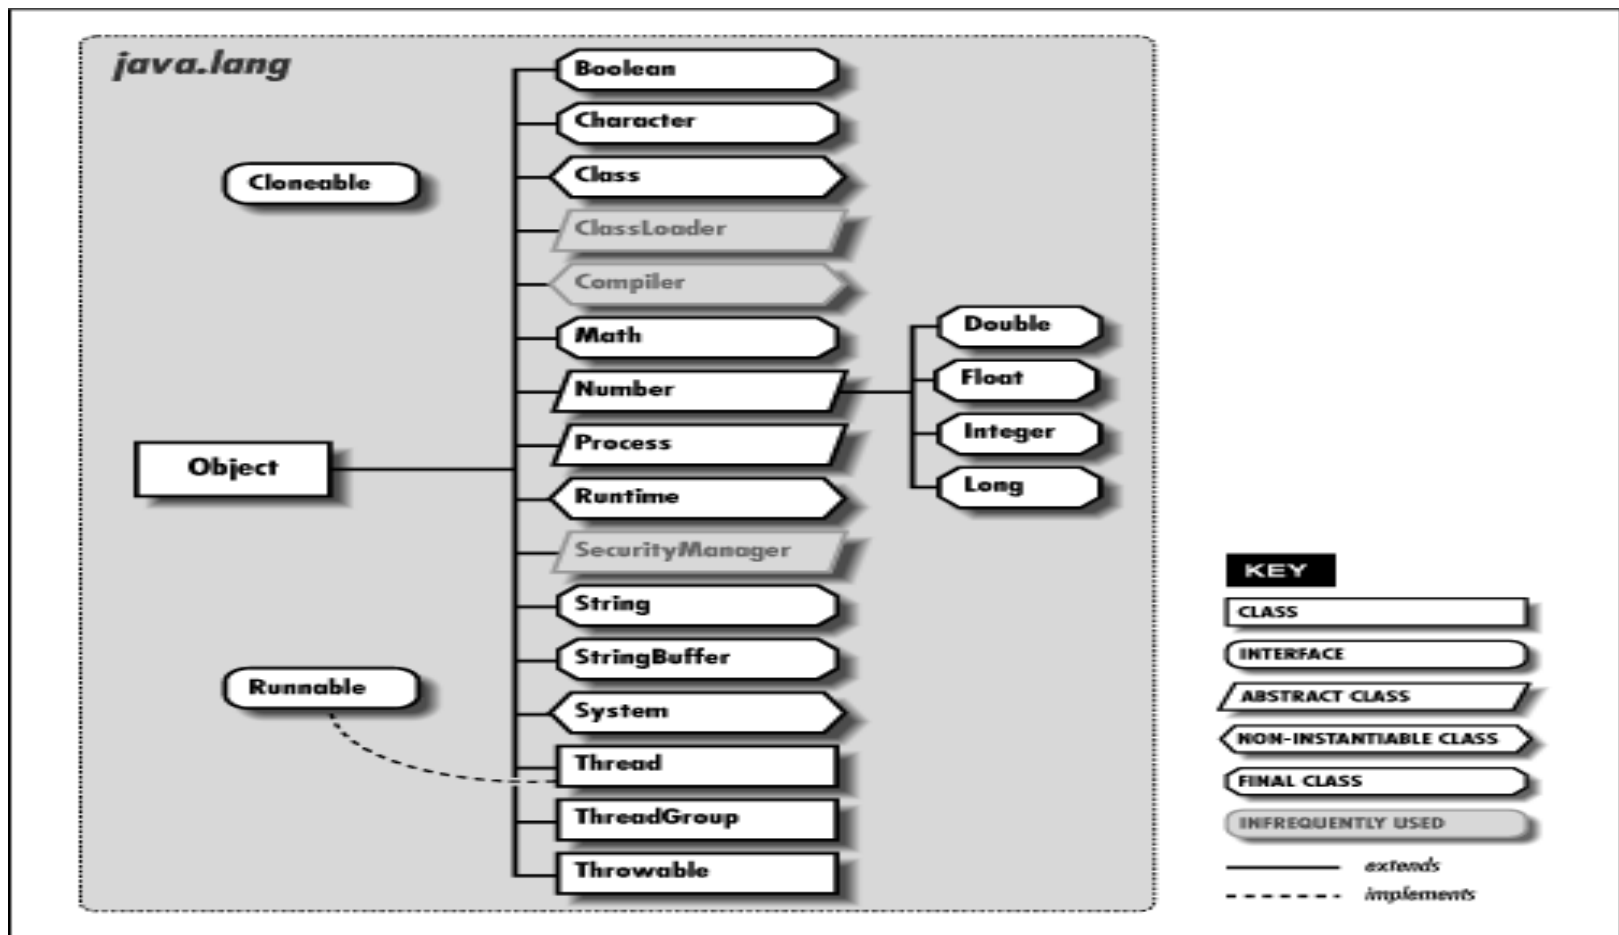 java.lang
Boolean
Character
Cloneable
Class
ClassLoader
Compiler
Math
Number
Double
Float
Integer
Long
Process
Object
Runtime
SecurityManager
String
StringBuffer
Runnable
System
Thread
ThreadGroup
Throwable
KEY
CLASS
INTERFACE
ABSTRACT CLASS
NON-INSTANTIABLE CLASS
FINAL CLASS
INFREQUENTLY USED
extends
implements